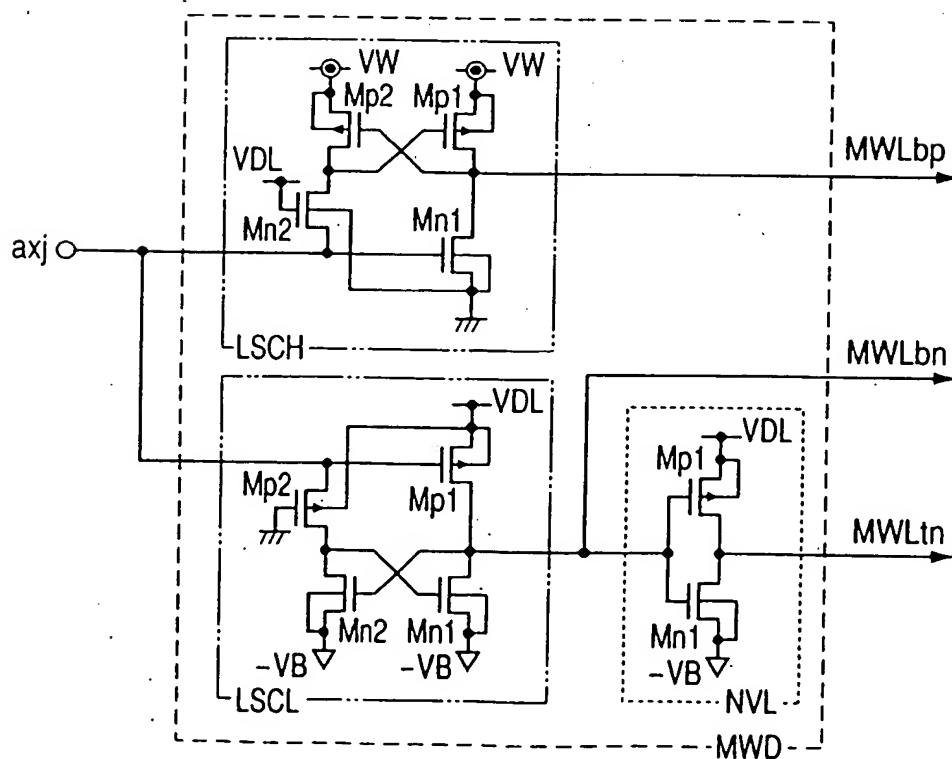 VW
VW
Mp2
Mp1
MWLbp
VDL
Mn2
Mn1
axj
LSCH
MWLbn
VDL
VDL
Mp2
Mp1
Mp1
MWLtn
Mn2
Mn1
Mn1
-VB
-VB
-VB
LSCL
NVL
MWD